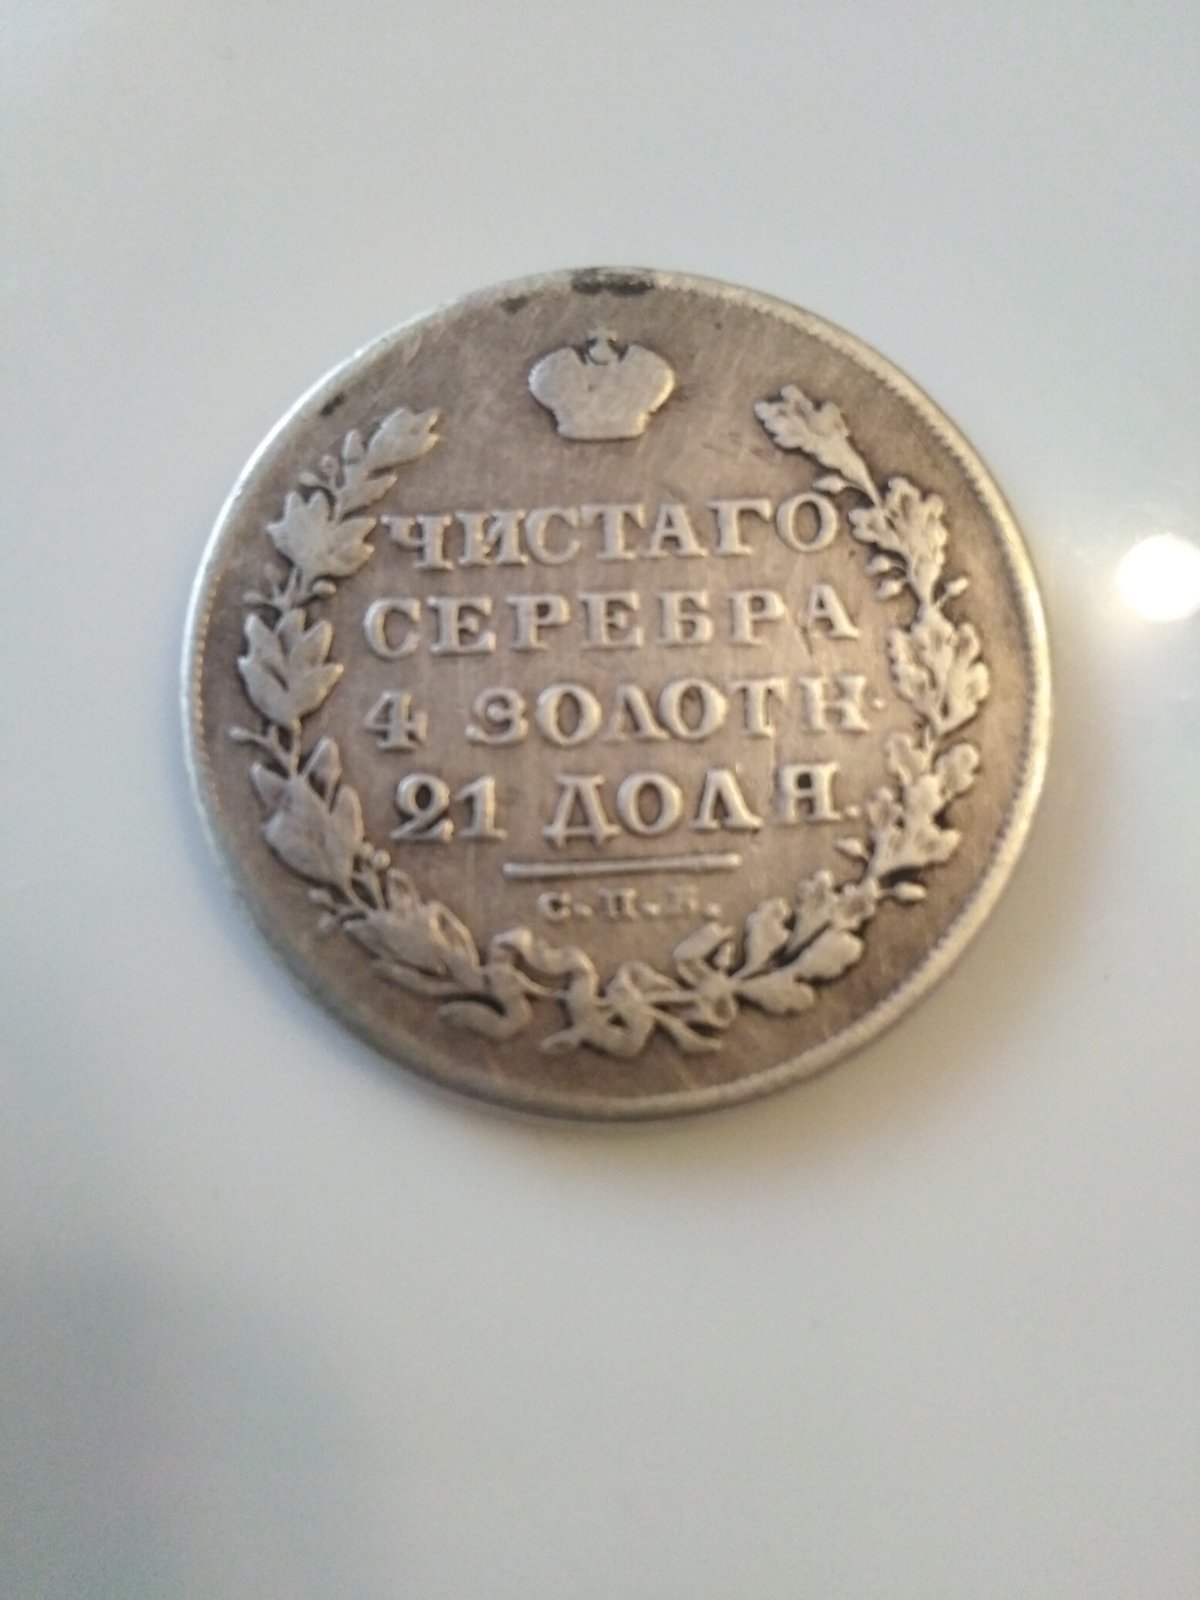 ЧИСТАГО
СЕРЕБРА
4 ЗОЛОТН.
21 ДОЛЯ.
С.П.Б.